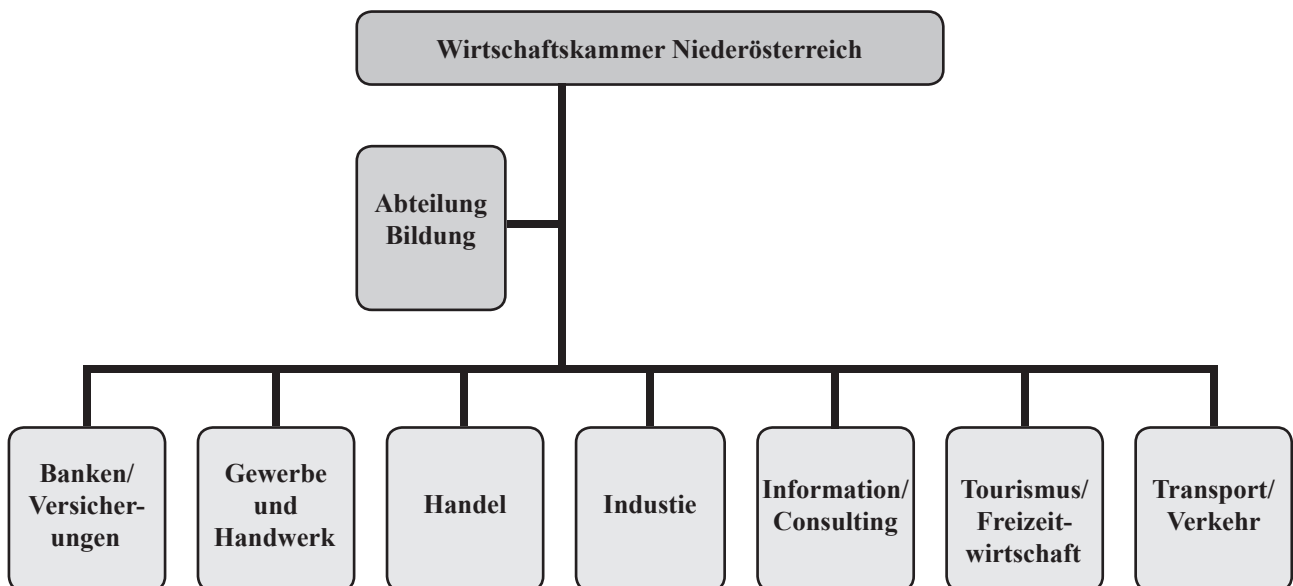 Wirtschaftskammer Niederösterreich
Abteilung
Bildung
Banken/
Versicher-
ungen
Gewerbe
und
Handwerk
Handel
Industie
Information/
Consulting
Tourismus/
Freizeit-
wirtschaft
Transport/
Verkehr